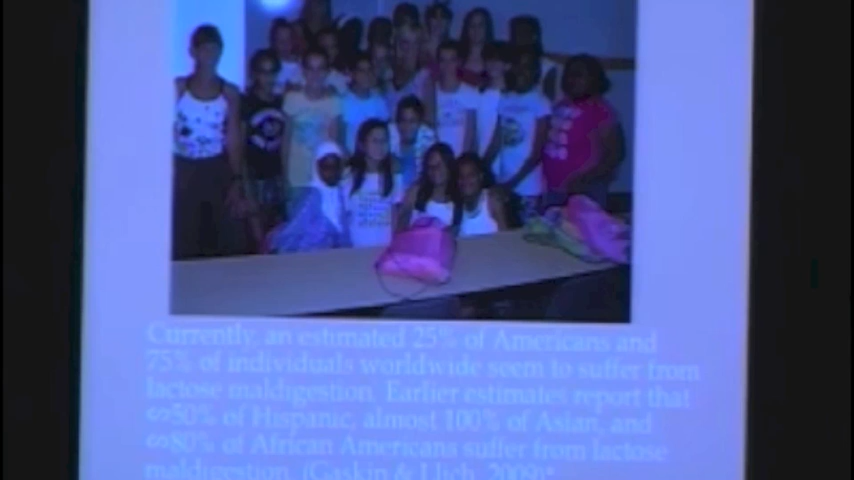 Currently, an estimated 25% of Americans and
75% of individuals worldwide seem to suffer from
lactose maldigestion. Earlier estimates report that
∽50% of Hispanic, almost 100% of Asian, and
∽80% of African Americans suffer from lactose
maldigestion. (Gaskin & Ilich, 2009)"